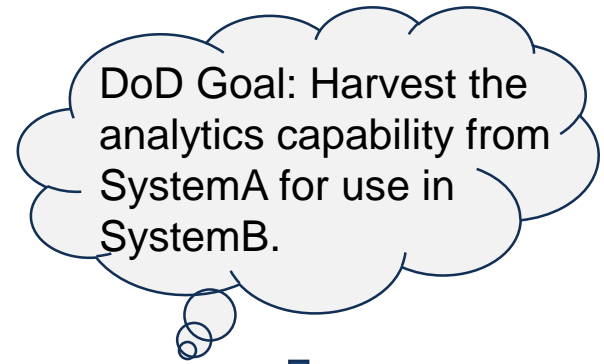 DoD Goal: Harvest the
analytics capability from
SystemA for use in
SystemB.